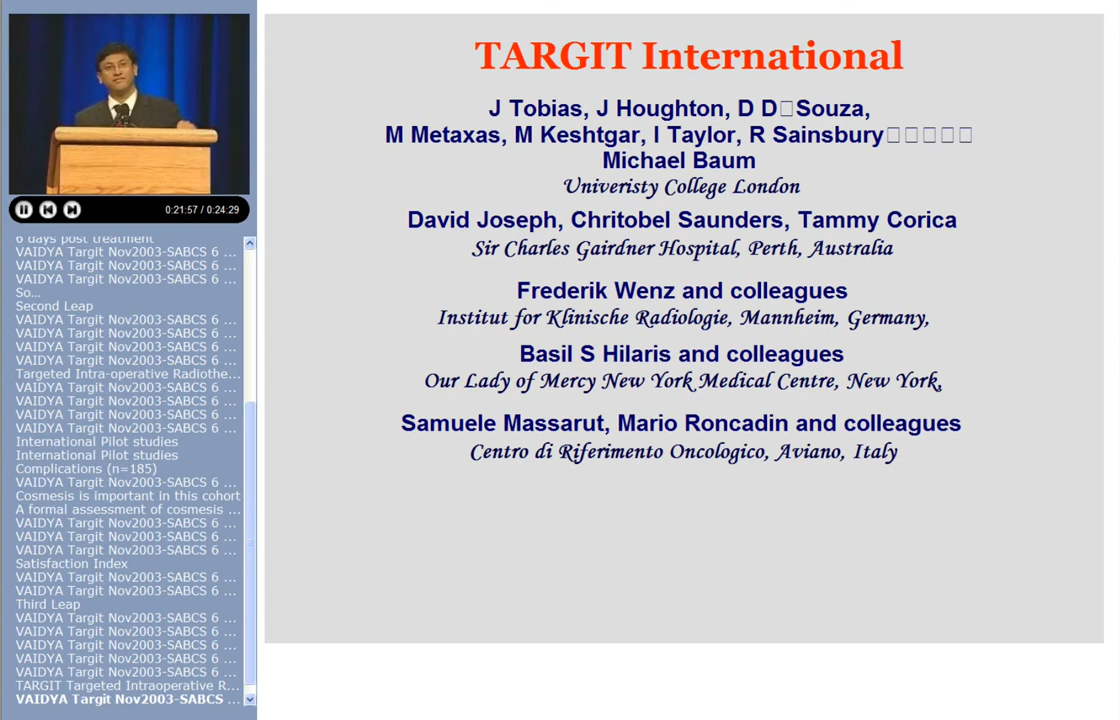 0:21:57 / 0:24:29
6 days post treatment
VAIDYA Targit Nov2003-SABCS 6 ...
VAIDYA Targit Nov2003-SABCS 6 ...
VAIDYA Targit Nov2003-SABCS 6 ...
So...
Second Leap
VAIDYA Targit Nov2003-SABCS 6 ...
VAIDYA Targit Nov2003-SABCS 6 ...
VAIDYA Targit Nov2003-SABCS 6 ...
VAIDYA Targit Nov2003-SABCS 6 ...
Targeted Intra-operative Radiothe...
VAIDYA Targit Nov2003-SABCS 6 ...
VAIDYA Targit Nov2003-SABCS 6 ...
VAIDYA Targit Nov2003-SABCS 6 ...
VAIDYA Targit Nov2003-SABCS 6 ...
International Pilot studies
International Pilot studies
Complications (n=185)
VAIDYA Targit Nov2003-SABCS 6 ...
Cosmesis is important in this cohort
A formal assessment of cosmesis ...
VAIDYA Targit Nov2003-SABCS 6 ...
VAIDYA Targit Nov2003-SABCS 6 ...
VAIDYA Targit Nov2003-SABCS 6 ...
Satisfaction Index
VAIDYA Targit Nov2003-SABCS 6 ...
VAIDYA Targit Nov2003-SABCS 6 ...
Third Leap
VAIDYA Targit Nov2003-SABCS 6 ...
VAIDYA Targit Nov2003-SABCS 6 ...
VAIDYA Targit Nov2003-SABCS 6 ...
VAIDYA Targit Nov2003-SABCS 6 ...
VAIDYA Targit Nov2003-SABCS 6 ...
TARGIT Targeted Intraoperative R...
VAIDYA Targit Nov2003-SABCS ...
TARGIT International
J Tobias, J Houghton, D D□Souza,
M Metaxas, M Keshtgar, I Taylor, R Sainsbury□□□□□
Michael Baum
Univeristy College London
David Joseph, Chritobel Saunders, Tammy Corica
Sir Charles Gairdner Hospital, Perth, Australia
Frederik Wenz and colleagues
Institut for Klinische Radiologie, Mannheim, Germany,
Basil S Hilaris and colleagues
Our Lady of Mercy New York Medical Centre, New York,
Samuele Massarut, Mario Roncadin and colleagues
Centro di Riferimento Oncologico, Aviano, Italy